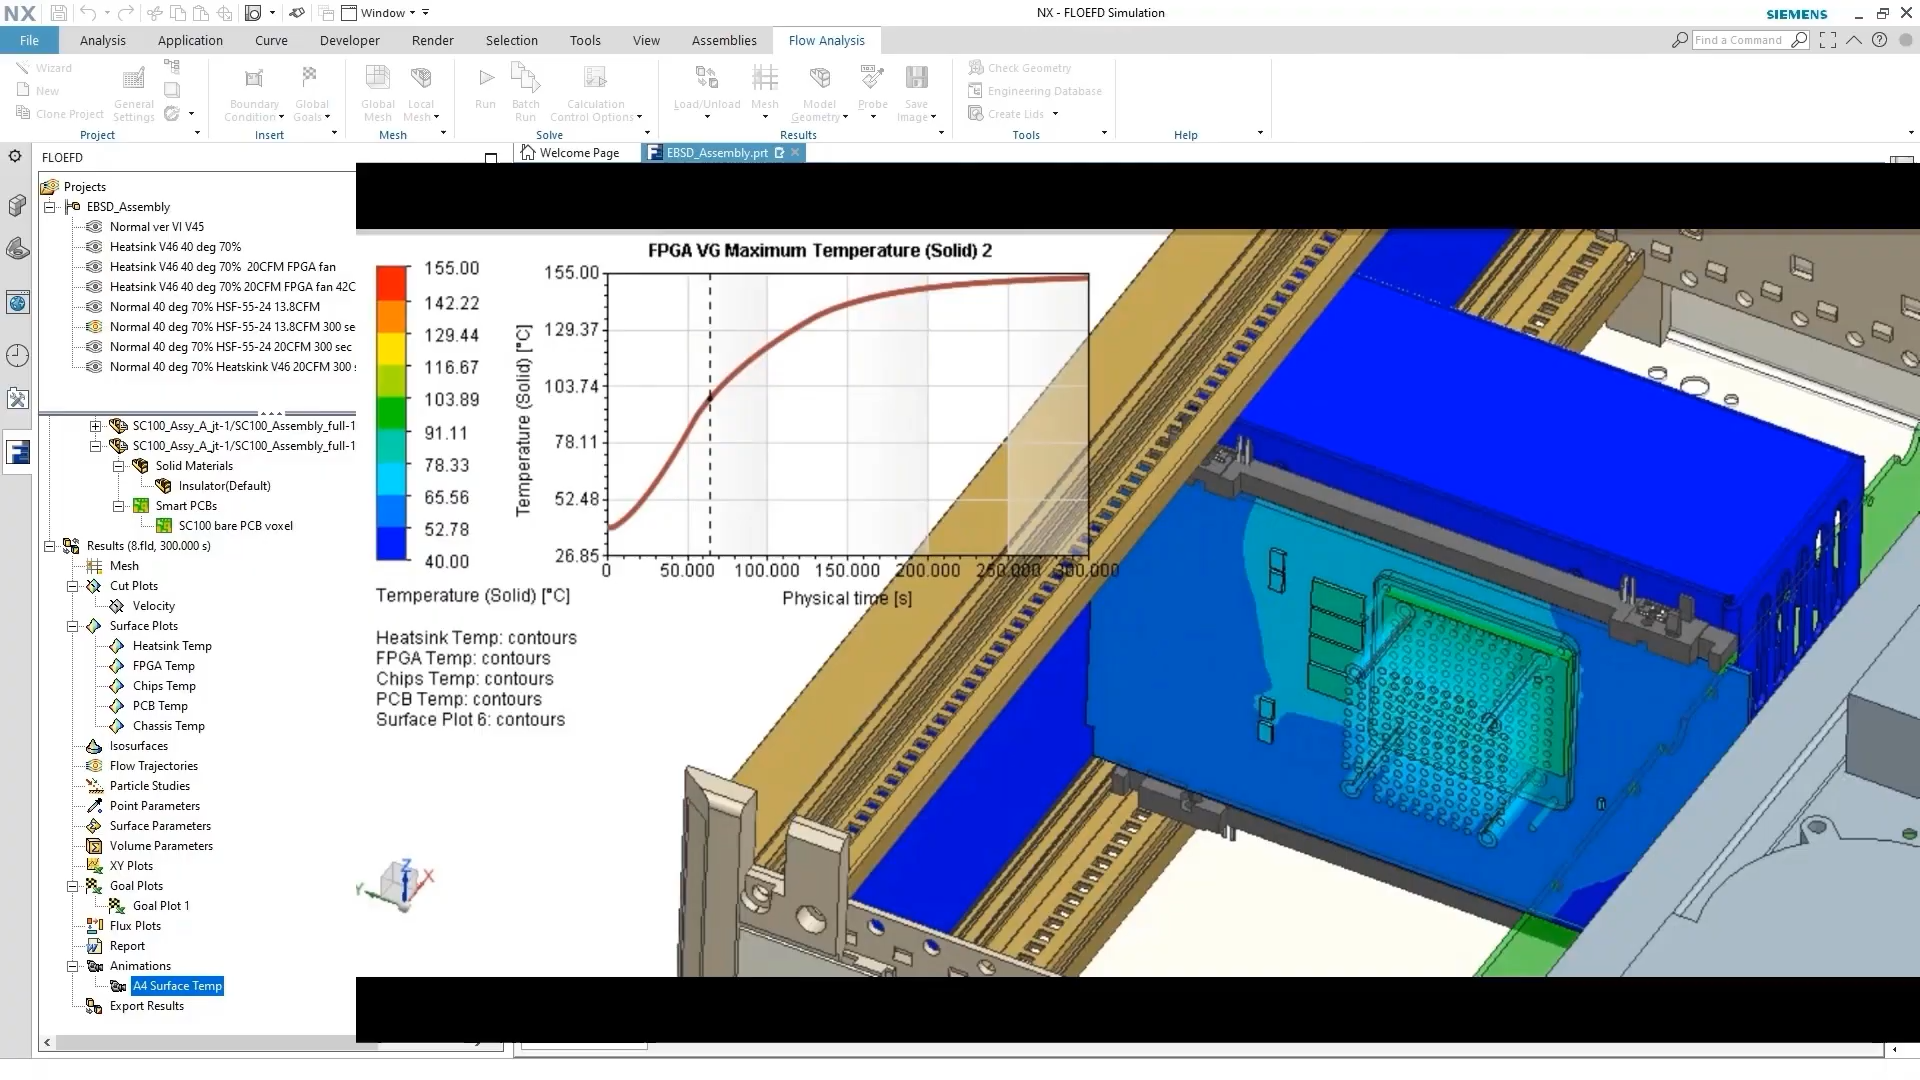 NX
Window
NX - FLOEFD Simulation
SIEMENS
File
Analysis
Application
Curve
Developer
Render
Selection
Tools
View
Assemblies
Flow Analysis
Find a Command
Wizard
New
Clone Project
General Settings
Boundary Condition
Global Goals
Global Mesh
Local Mesh
Run
Batch Run
Calculation Control Options
Load/Unload
Mesh
Model Geometry
Probe
Save Image
Check Geometry
Engineering Database
Create Lids
Project
Insert
Mesh
Solve
Results
Tools
Help
FLOEFD
Welcome Page
EBSD_Assembly.prt
Projects
EBSD_Assembly
Normal ver VI V45
Heatsink V46 40 deg 70%
Heatsink V46 40 deg 70% 20CFM FPGA fan
Heatsink V46 40 deg 70% 20CFM FPGA fan 42C
Normal 40 deg 70% HSF-55-24 13.8CFM
Normal 40 deg 70% HSF-55-24 13.8CFM 300 se
Normal 40 deg 70% HSF-55-24 20CFM 300 sec
Normal 40 deg 70% Heatskink V46 20CFM 300
SC100_Assy_A_jt-1/SC100_Assembly_full-1
SC100_Assy_A_jt-1/SC100_Assembly_full-1
Solid Materials
Insulator(Default)
Smart PCBs
SC100 bare PCB voxel
Results (8.fld, 300.000 s)
Mesh
Cut Plots
Velocity
Surface Plots
Heatsink Temp
FPGA Temp
Chips Temp
PCB Temp
Chassis Temp
Isosurfaces
Flow Trajectories
Particle Studies
Point Parameters
Surface Parameters
Volume Parameters
XY Plots
Goal Plots
Goal Plot 1
Flux Plots
Report
Animations
A4 Surface Temp
Export Results
155.00
142.22
129.44
116.67
103.89
91.11
78.33
65.56
52.78
40.00
Temperature (Solid) [°C]
Heatsink Temp: contours
FPGA Temp: contours
Chips Temp: contours
PCB Temp: contours
Surface Plot 6: contours
FPGA VG Maximum Temperature (Solid) 2
Temperature (Solid) [°C]
155.00
129.37
103.74
78.11
52.48
26.85
0 50.000 100.000 150.000 200.000 250.000 300.000
Physical time [s]
Z
X
Y